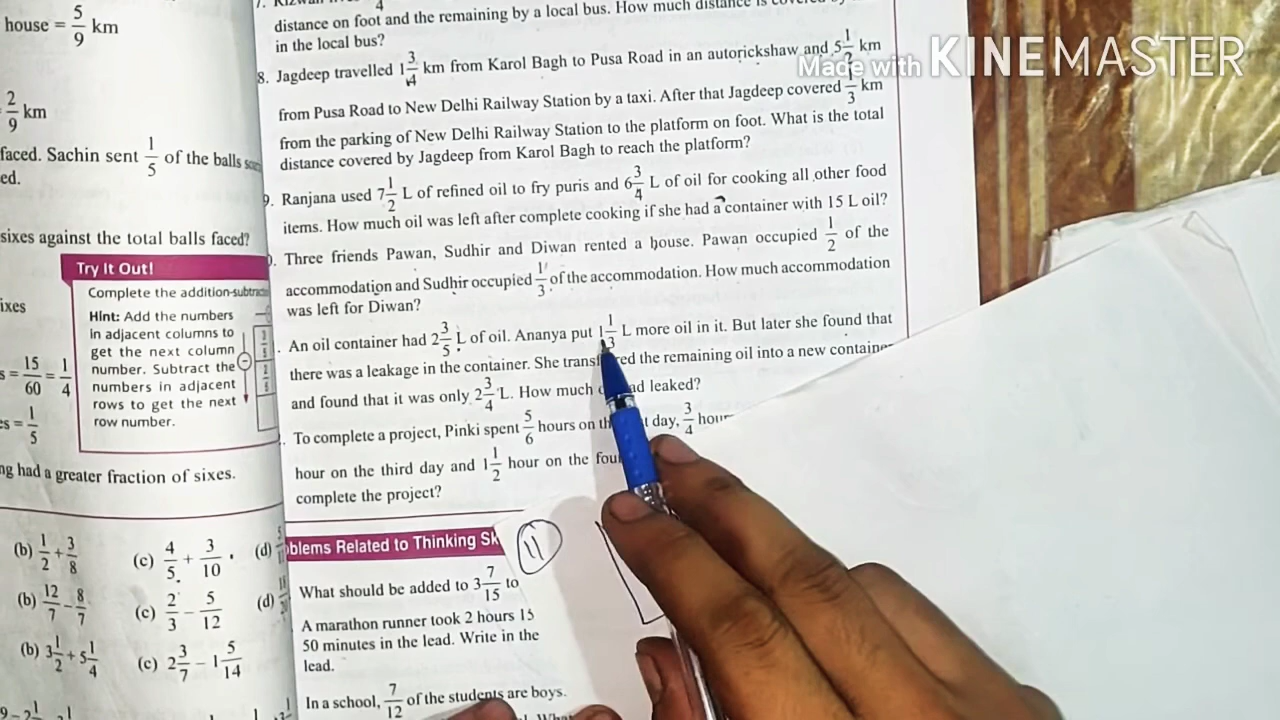 house = 5/9 km
2/9 km
faced. Sachin sent 1/5 of the balls
ed.
sixes against the total balls faced?
Try It Out!
Complete the addition-subtrac
Hint: Add the numbers
in adjacent columns to
get the next column
number. Subtract the
numbers in adjacent
rows to get the next
row number.
ixes
s = 15/60 = 1/4
es = 1/5
ng had a greater fraction of sixes.
(b) 1/2 + 3/8 (c) 4/5 + 3/10 (d)
(b) 12/7 - 8/7 (c) 2/3 - 5/12 (d)
(b) 3 1/2 + 5 1/4 (c) 2 3/7 - 1 5/14
distance on foot and the remaining by a local bus. How much distance is
in the local bus?
8. Jagdeep travelled 1 3/4 km from Karol Bagh to Pusa Road in an autorickshaw and 5 1/2 km
from Pusa Road to New Delhi Railway Station by a taxi. After that Jagdeep covered 1/3 km
from the parking of New Delhi Railway Station to the platform on foot. What is the total
distance covered by Jagdeep from Karol Bagh to reach the platform?
9. Ranjana used 7 1/2 L of refined oil to fry puris and 6 3/4 L of oil for cooking all other food
items. How much oil was left after complete cooking if she had a container with 15 L oil?
. Three friends Pawan, Sudhir and Diwan rented a house. Pawan occupied 1/2 of the
accommodation and Sudhir occupied 1/3 of the accommodation. How much accommodation
was left for Diwan?
. An oil container had 2 3/5 L of oil. Ananya put 1 1/3 L more oil in it. But later she found that
there was a leakage in the container. She transf red the remaining oil into a new container
and found that it was only 2 3/4 L. How much ad leaked?
. To complete a project, Pinki spent 5/6 hours on th t day, 3/4 hour
hour on the third day and 1 1/2 hour on the fou
complete the project?
oblems Related to Thinking Sk
11
What should be added to 3 7/15 to
A marathon runner took 2 hours 15
50 minutes in the lead. Write in the
lead.
In a school, 7/12 of the students are boys.
Made with KINEMASTER